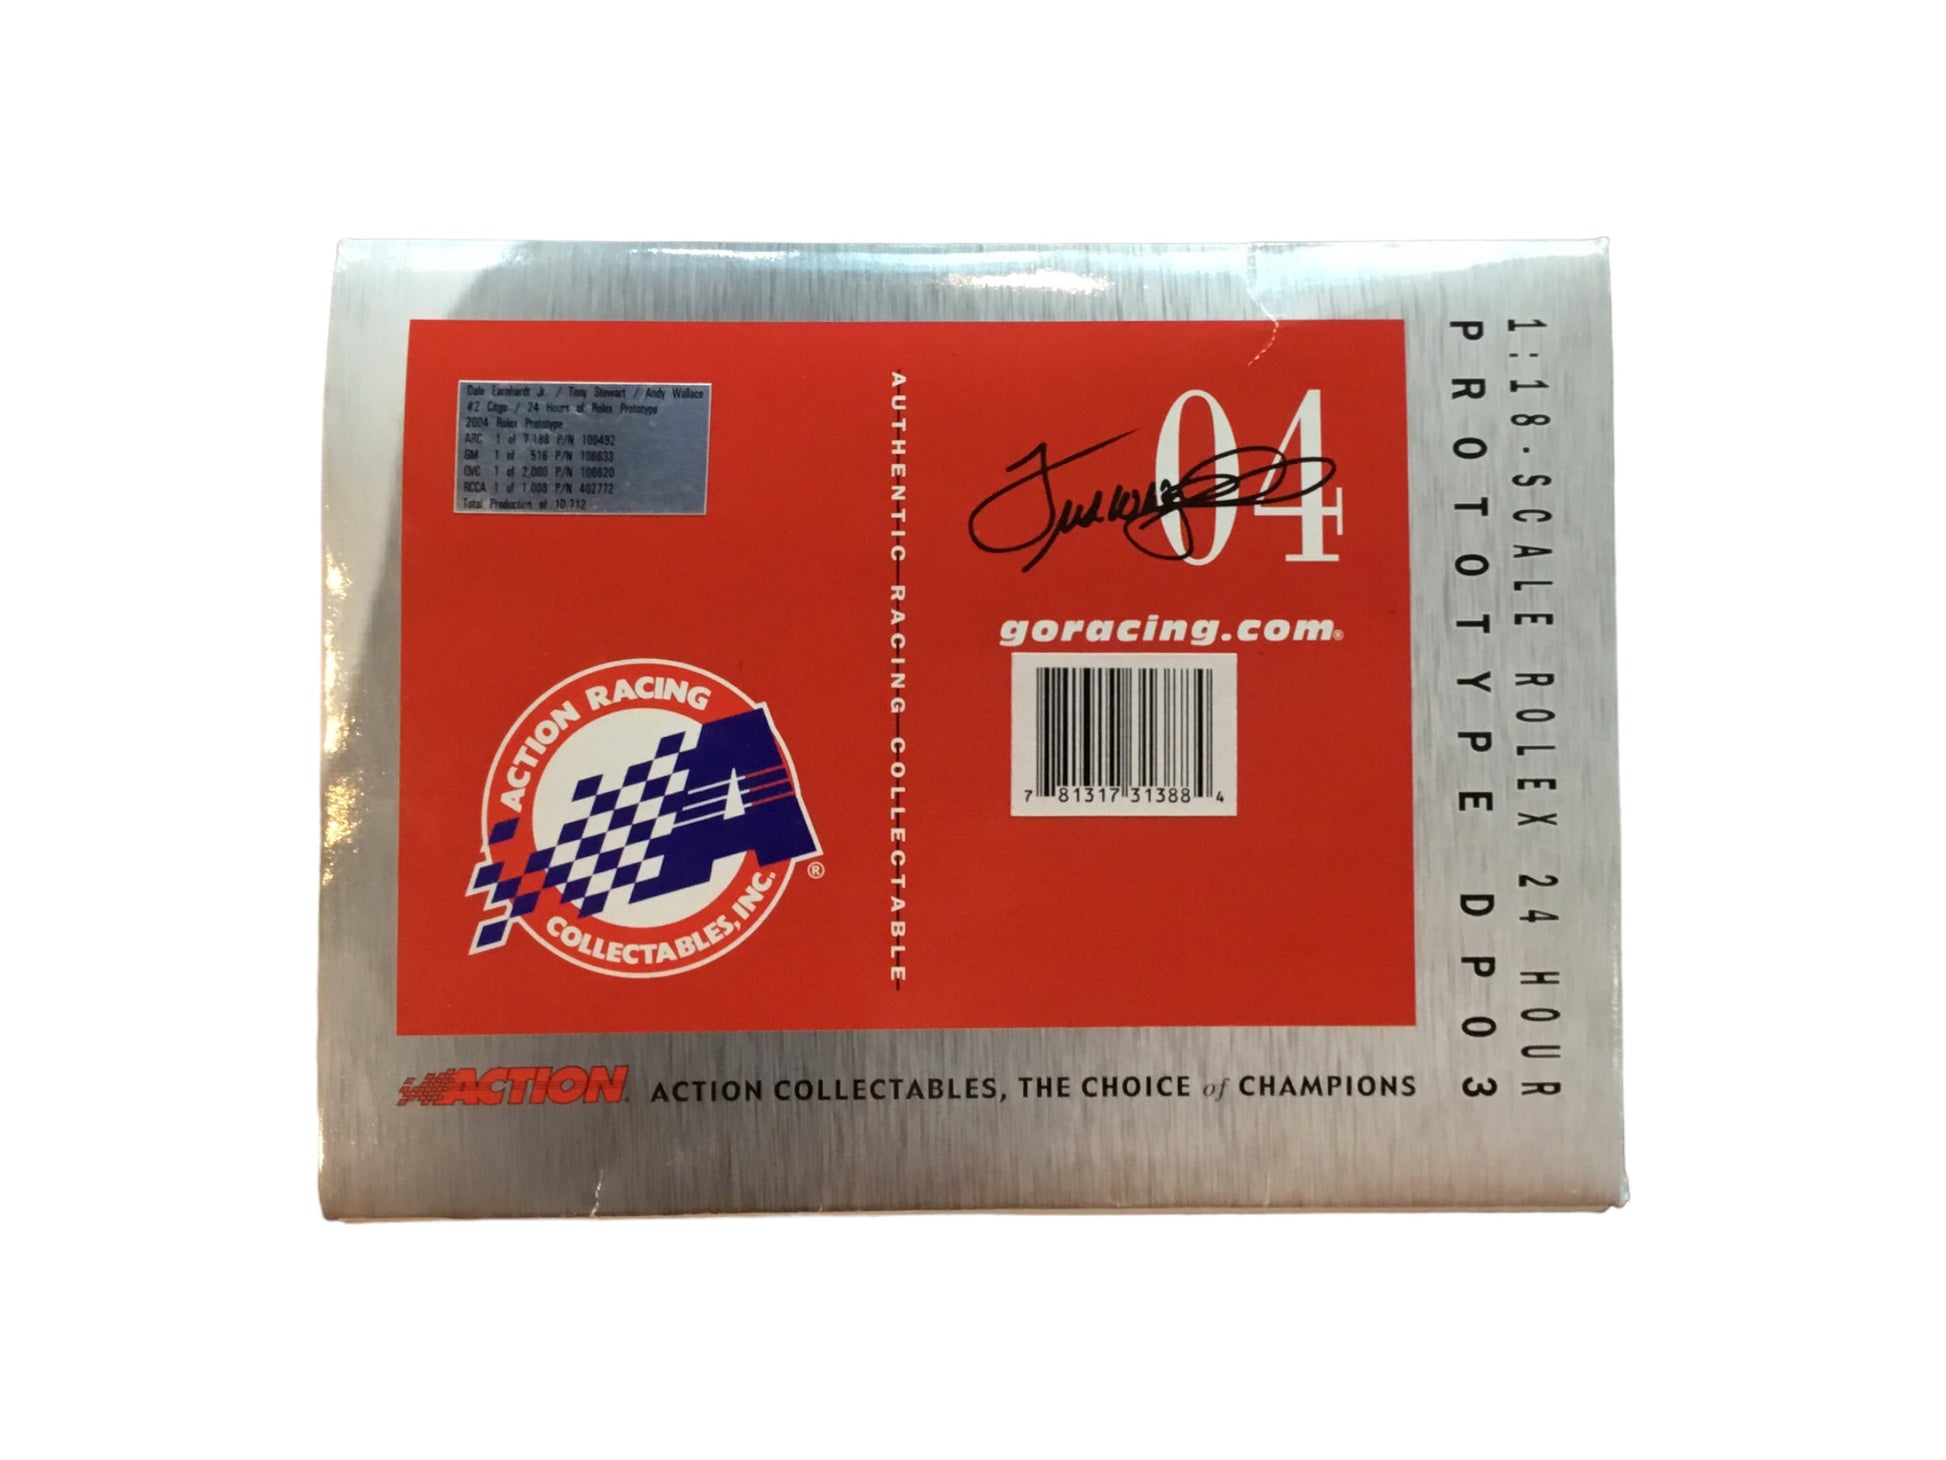 Dale Earnhardt Jr. / Tony Stewart / Andy Wallace
#2 Citgo / 24 Hours of Rolex Prototype
2004 Rolex Prototype
ARC 1 of 7,188 P/N 106492
GM 1 of 516 P/N 108633
QVC 1 of 2,000 P/N 108620
RCCA 1 of 1,008 P/N 402772
Total Production of 10,712
ACTION RACING
COLLECTABLES, INC.
®
A
AUTHENTIC RACING COLLECTABLE
04
goracing.com®
7 81317 31388 4
1:18-SCALE ROLEX 24 HOUR
PROTOTYPE DP03
ACTION. ACTION COLLECTABLES, THE CHOICE of CHAMPIONS